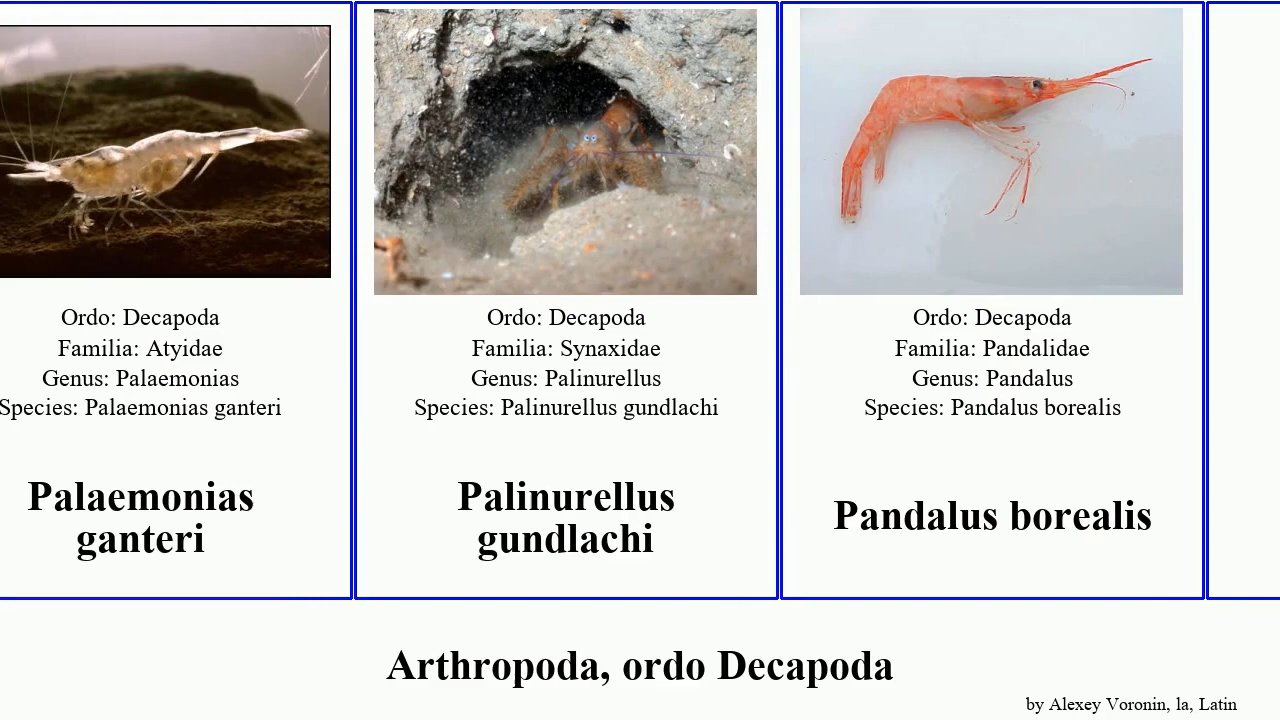 Ordo: Decapoda
Familia: Atyidae
Genus: Palaemonias
Species: Palaemonias ganteri
Palaemonias
ganteri
Ordo: Decapoda
Familia: Synaxidae
Genus: Palinurellus
Species: Palinurellus gundlachi
Palinurellus
gundlachi
Ordo: Decapoda
Familia: Pandalidae
Genus: Pandalus
Species: Pandalus borealis
Pandalus borealis
Arthropoda, ordo Decapoda
by Alexey Voronin, la, Latin